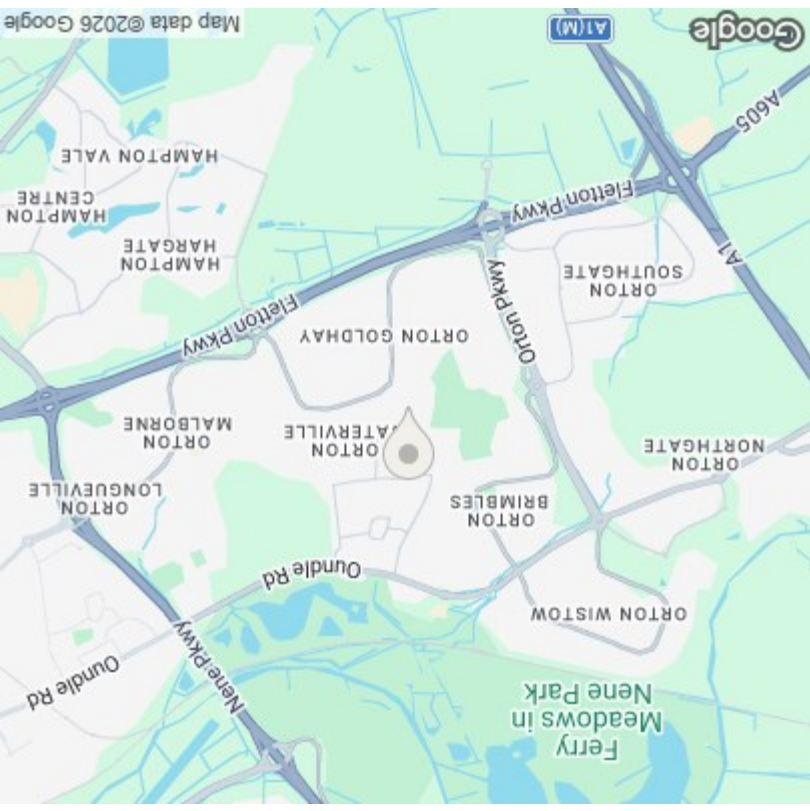 Ferry
Meadows in
Nene Park
Nene Pkwy
Oundle Rd
ORTON WISTOW
Oundle Rd
ORTON
BRIMBLES
ORTON
LONGUEVILLE
ORTON
NORTHGATE
ORTON
ATERVILLE
ORTON
MALBORNE
ORTON GOLDHAY
Orton Pkwy
Fletton Pkwy
ORTON
SOUTHGATE
A1
HAMPTON
HARGATE
HAMPTON
CENTRE
Fletton Pkwy
HAMPTON VALE
A605
A1(M)
Google
Map data ©2026 Google